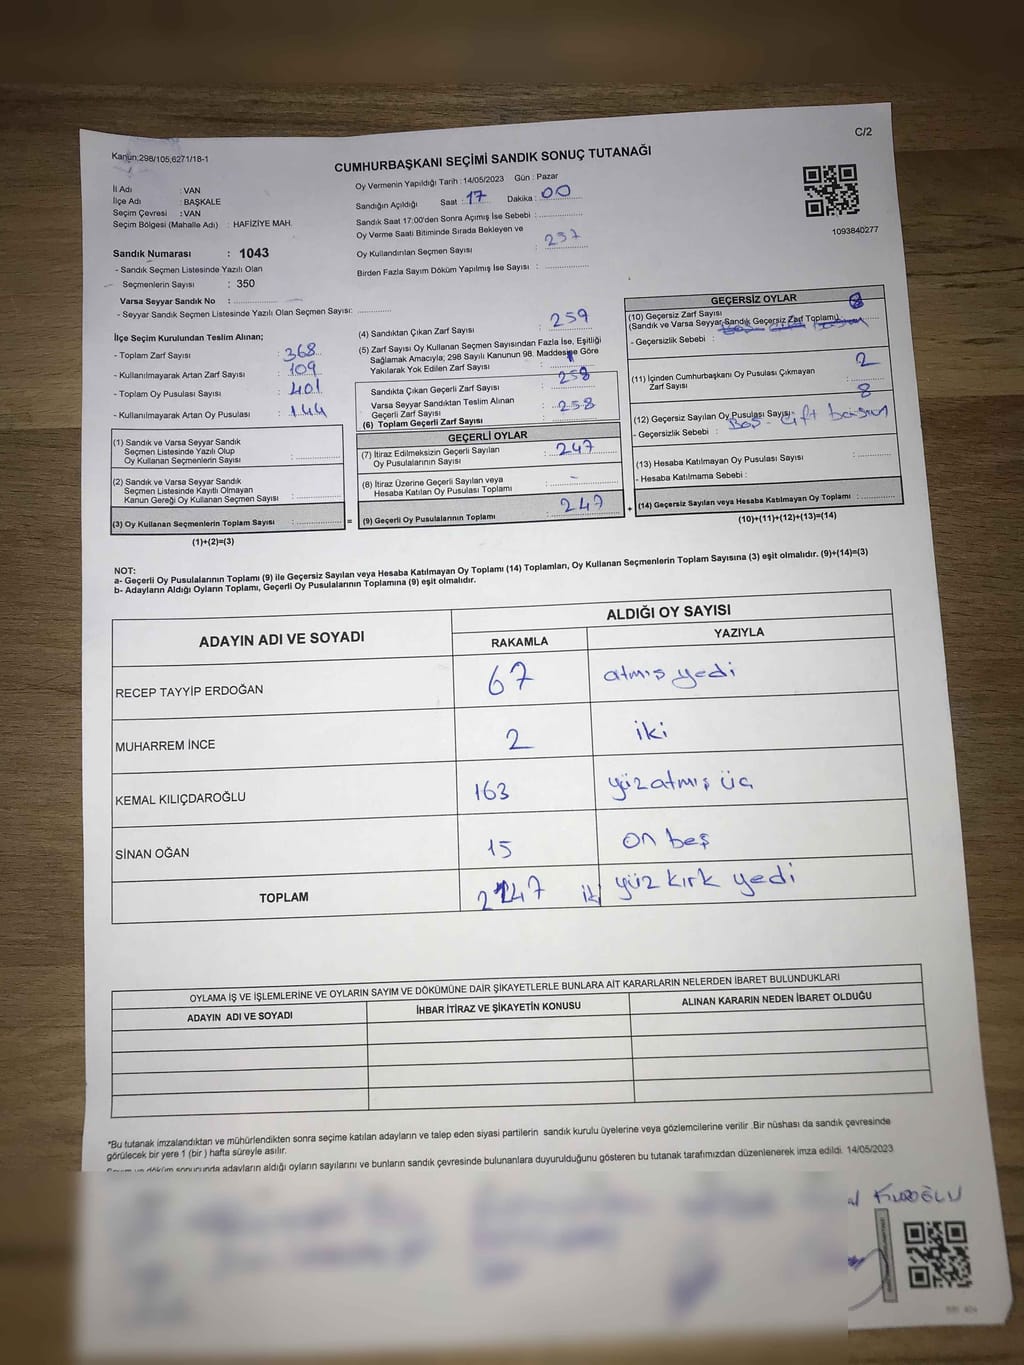 C/2
Kanun:298/105,6271/18-1
CUMHURBAŞKANI SEÇİMİ SANDIK SONUÇ TUTANAĞI
İl Adı : VAN
İlçe Adı : BAŞKALE
Seçim Çevresi : VAN
Seçim Bölgesi (Mahalle Adı) : HAFİZİYE MAH.
Oy Vermenin Yapıldığı Tarih : 14/05/2023 Gün : Pazar
Sandığın Açıldığı Saat : 17 Dakika : 00
Sandık Saat 17:00'den Sonra Açımış İse Sebebi :
Oy Verme Saati Bitiminde Sırada Bekleyen ve
Oy Kullandırılan Seçmen Sayısı : 237
Birden Fazla Sayım Döküm Yapılmış İse Sayısı :
1093840277
Sandık Numarası : 1043
- Sandık Seçmen Listesinde Yazılı Olan
Seçmenlerin Sayısı : 350
Varsa Seyyar Sandık No :
- Seyyar Sandık Seçmen Listesinde Yazılı Olan Seçmen Sayısı:
İlçe Seçim Kurulundan Teslim Alınan;
- Toplam Zarf Sayısı : 368
- Kullanılmayarak Artan Zarf Sayısı : 109
- Toplam Oy Pusulası Sayısı : 401
- Kullanılmayarak Artan Oy Pusulası : 144
(1) Sandık ve Varsa Seyyar Sandık
Seçmen Listesinde Yazılı Olup
Oy Kullanan Seçmenlerin Sayısı :
(2) Sandık ve Varsa Seyyar Sandık
Seçmen Listesinde Kayıtlı Olmayan
Kanun Gereği Oy Kullanan Seçmen Sayısı :
(3) Oy Kullanan Seçmenlerin Toplam Sayısı :
=
(1)+(2)=(3)
(4) Sandıktan Çıkan Zarf Sayısı : 259
(5) Zarf Sayısı Oy Kullanan Seçmen Sayısından Fazla İse, Eşitliği
Sağlamak Amacıyla; 298 Sayılı Kanunun 98. Maddesine Göre
Yakılarak Yok Edilen Zarf Sayısı : 1
Sandıkta Çıkan Geçerli Zarf Sayısı : 258
Varsa Seyyar Sandıktan Teslim Alınan
Geçerli Zarf Sayısı
(6) Toplam Geçerli Zarf Sayısı : 258
GEÇERLİ OYLAR
(7) İtiraz Edilmeksizin Geçerli Sayılan
Oy Pusulalarının Sayısı : 247
(8) İtiraz Üzerine Geçerli Sayılan veya
Hesaba Katılan Oy Pusulası Toplamı : -
(9) Geçerli Oy Pusulalarının Toplamı : 247
+
GEÇERSİZ OYLAR
(10) Geçersiz Zarf Sayısı
(Sandık ve Varsa Seyyar Sandık Geçersiz Zarf Toplamı) :
- Geçersizlik Sebebi :
(11) İçinden Cumhurbaşkanı Oy Pusulası Çıkmayan
Zarf Sayısı : 2
(12) Geçersiz Sayılan Oy Pusulası Sayısı : 8
- Geçersizlik Sebebi : Boş-Çift basılan
(13) Hesaba Katılmayan Oy Pusulası Sayısı :
- Hesaba Katılmama Sebebi :
(14) Geçersiz Sayılan veya Hesaba Katılmayan Oy Toplamı :
(10)+(11)+(12)+(13)=(14)
NOT:
a- Geçerli Oy Pusulalarının Toplamı (9) ile Geçersiz Sayılan veya Hesaba Katılmayan Oy Toplamı (14) Toplamları, Oy Kullanan Seçmenlerin Toplam Sayısına (3) eşit olmalıdır. (9)+(14)=(3)
b- Adayların Aldığı Oyların Toplamı, Geçerli Oy Pusulalarının Toplamına (9) eşit olmalıdır.
ADAYIN ADI VE SOYADI
ALDIĞI OY SAYISI
RAKAMLA YAZIYLA
RECEP TAYYİP ERDOĞAN 67 atmış yedi
MUHARREM İNCE 2 iki
KEMAL KILIÇDAROĞLU 163 yüzatmış üç
SİNAN OĞAN 15 on beş
TOPLAM 247 iki yüz kırk yedi
OYLAMA İŞ VE İŞLEMLERİNE VE OYLARIN SAYIM VE DÖKÜMÜNE DAİR ŞİKAYETLERLE BUNLARA AİT KARARLARIN NELERDEN İBARET BULUNDUKLARI
ADAYIN ADI VE SOYADI İHBAR İTİRAZ VE ŞİKAYETİN KONUSU ALINAN KARARIN NEDEN İBARET OLDUĞU
*Bu tutanak imzalandıktan ve mühürlendikten sonra seçime katılan adayların ve talep eden siyasi partilerin sandık kurulu üyelerine veya gözlemcilerine verilir .Bir nüshası da sandık çevresinde
görülecek bir yere 1 (bir ) hafta süreyle asılır.
Sayım ve döküm sonucunda adayların aldığı oyların sayılarını ve bunların sandık çevresinde bulunanlara duyurulduğunu gösteren bu tutanak tarafımızdan düzenlenerek imza edildi. 14/05/2023